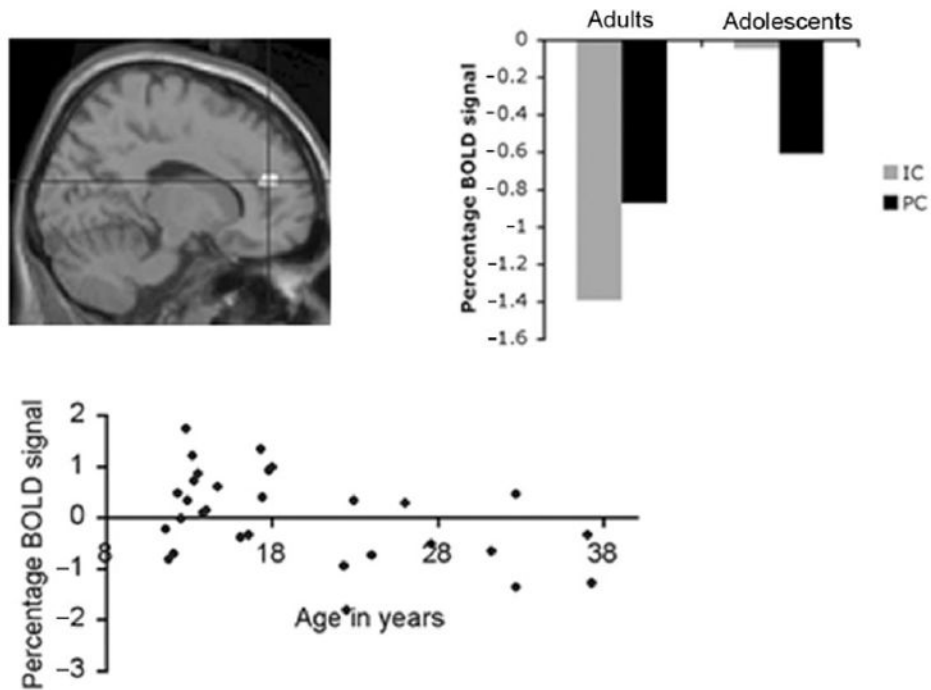 Adults Adolescents
0
−0.2
−0.4
−0.6
−0.8
−1
−1.2
−1.4
−1.6
Percentage BOLD signal
IC
PC
2
1
0
−1
−2
−3
Percentage BOLD signal
8 18 28 38
Age in years